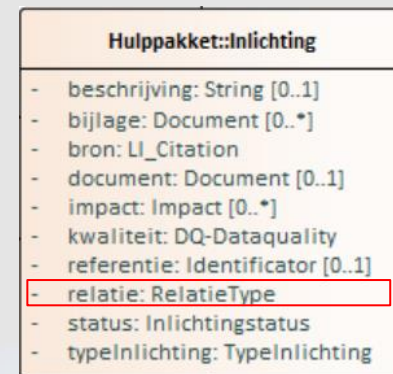 Hulppakket::Inlichting
- beschrijving: String [0..1]
- bijlage: Document [0..*]
- bron: LI_Citation
- document: Document [0..1]
- impact: Impact [0..*]
- kwaliteit: DQ-Dataquality
- referentie: Identificator [0..1]
- relatie: RelatieType
- status: Inlichtingstatus
- typeInlichting: TypeInlichting